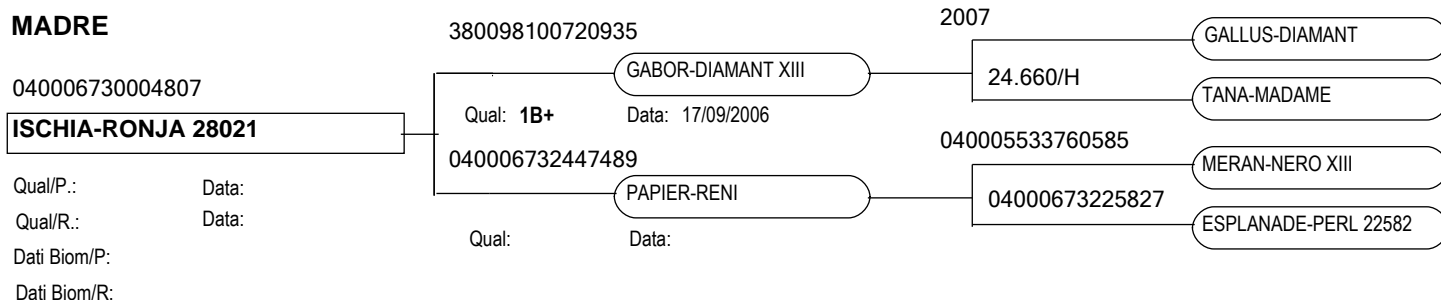 MADRE
040006730004807
ISCHIA-RONJA 28021
Qual/P.: Data:
Qual/R.: Data:
Dati Biom/P:
Dati Biom/R:
380098100720935
GABOR-DIAMANT XIII
Qual: 1B+ Data: 17/09/2006
040006732447489
PAPIER-RENI
Qual: Data:
2007
GALLUS-DIAMANT
24.660/H
TANA-MADAME
040005533760585
MERAN-NERO XIII
04000673225827
ESPLANADE-PERL 22582